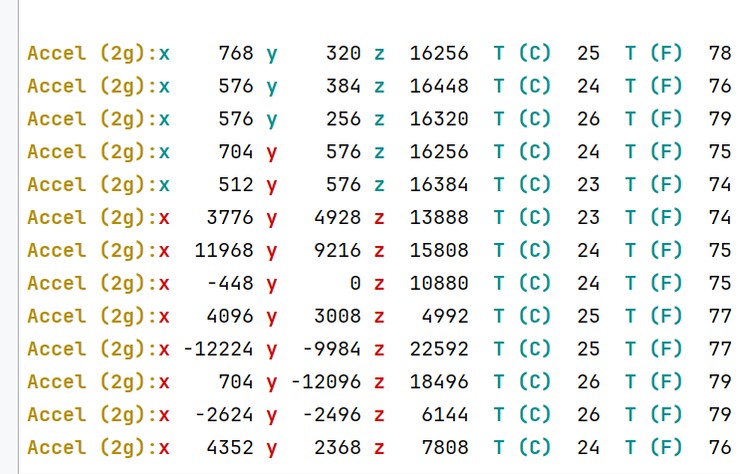 Accel (2g):x    768 y    320 z  16256  T (C)  25  T (F)  78
Accel (2g):x    576 y    384 z  16448  T (C)  24  T (F)  76
Accel (2g):x    576 y    256 z  16320  T (C)  26  T (F)  79
Accel (2g):x    704 y    576 z  16256  T (C)  24  T (F)  75
Accel (2g):x    512 y    576 z  16384  T (C)  23  T (F)  74
Accel (2g):x   3776 y   4928 z  13888  T (C)  23  T (F)  74
Accel (2g):x  11968 y   9216 z  15808  T (C)  24  T (F)  75
Accel (2g):x   -448 y      0 z  10880  T (C)  24  T (F)  75
Accel (2g):x   4096 y   3008 z   4992  T (C)  25  T (F)  77
Accel (2g):x -12224 y  -9984 z  22592  T (C)  25  T (F)  77
Accel (2g):x    704 y -12096 z  18496  T (C)  26  T (F)  79
Accel (2g):x  -2624 y  -2496 z   6144  T (C)  26  T (F)  79
Accel (2g):x   4352 y   2368 z   7808  T (C)  24  T (F)  76